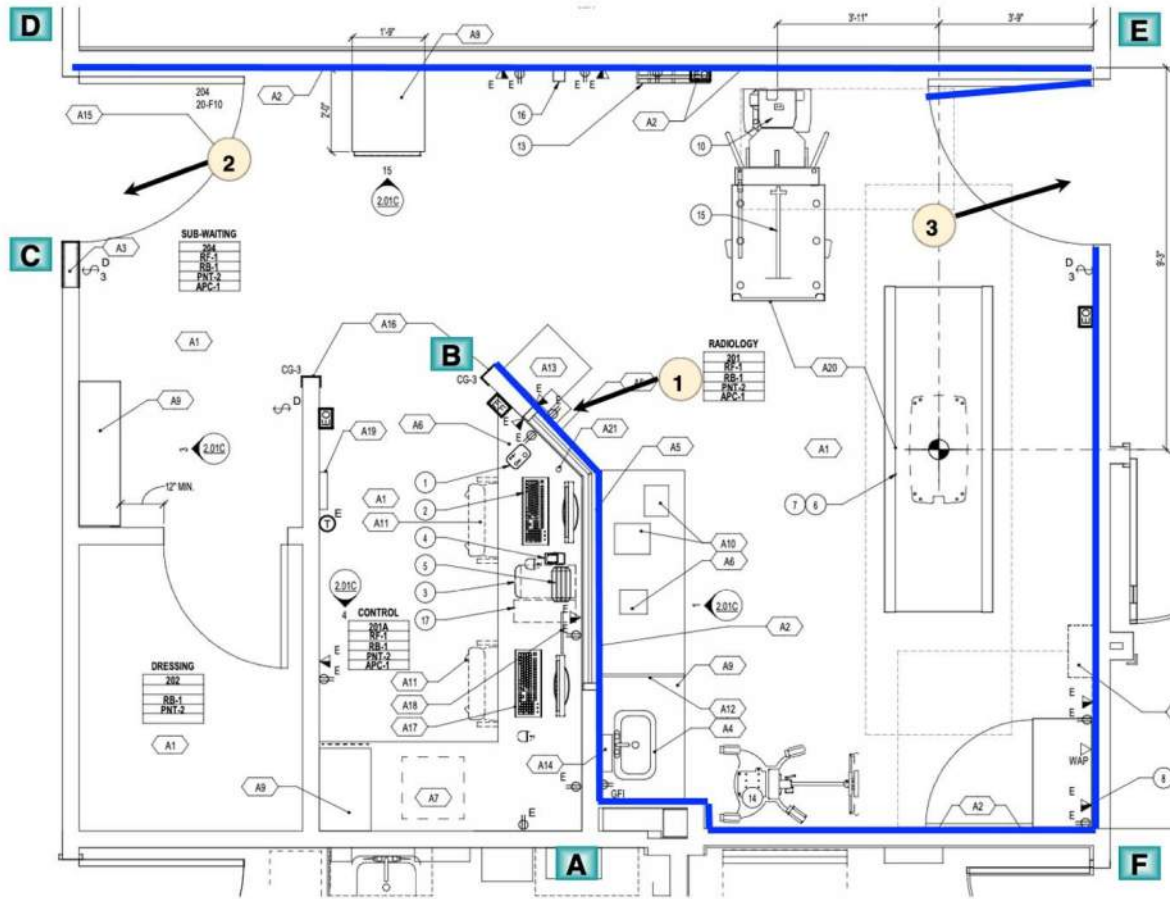 D
E
3'-11"
3'-9"
1'-9"
A9
204
20-F10
A2
2'-0"
E
E
16
13
A2
10
A15
2
15
2.01C
15
3
9'-3"
C
A3
D
3
SUB-WAITING
204
RF-1
RB-1
PNT-2
APC-1
D
3
A1
A16
B
CG-3
CG-3
A13
E
1
RADIOLOGY
201
RF-1
RB-1
PNT-2
APC-1
A20
D
A9
A19
A6
E
E
A21
A5
A1
3
2.01C
1
12" MIN.
A1
A11
2
7
6
T
E
4
A10
5
A6
2.01C
4
3
17
1
2.01C
CONTROL
201A
RF-1
RB-1
PNT-2
APC-1
E
E
A2
E
E
DRESSING
202
RB-1
PNT-2
A1
A11
A18
A17
A9
A12
A4
E
E
A14
WAP
A9
A7
E
GFI
14
A2
E
E
8
E
A
F